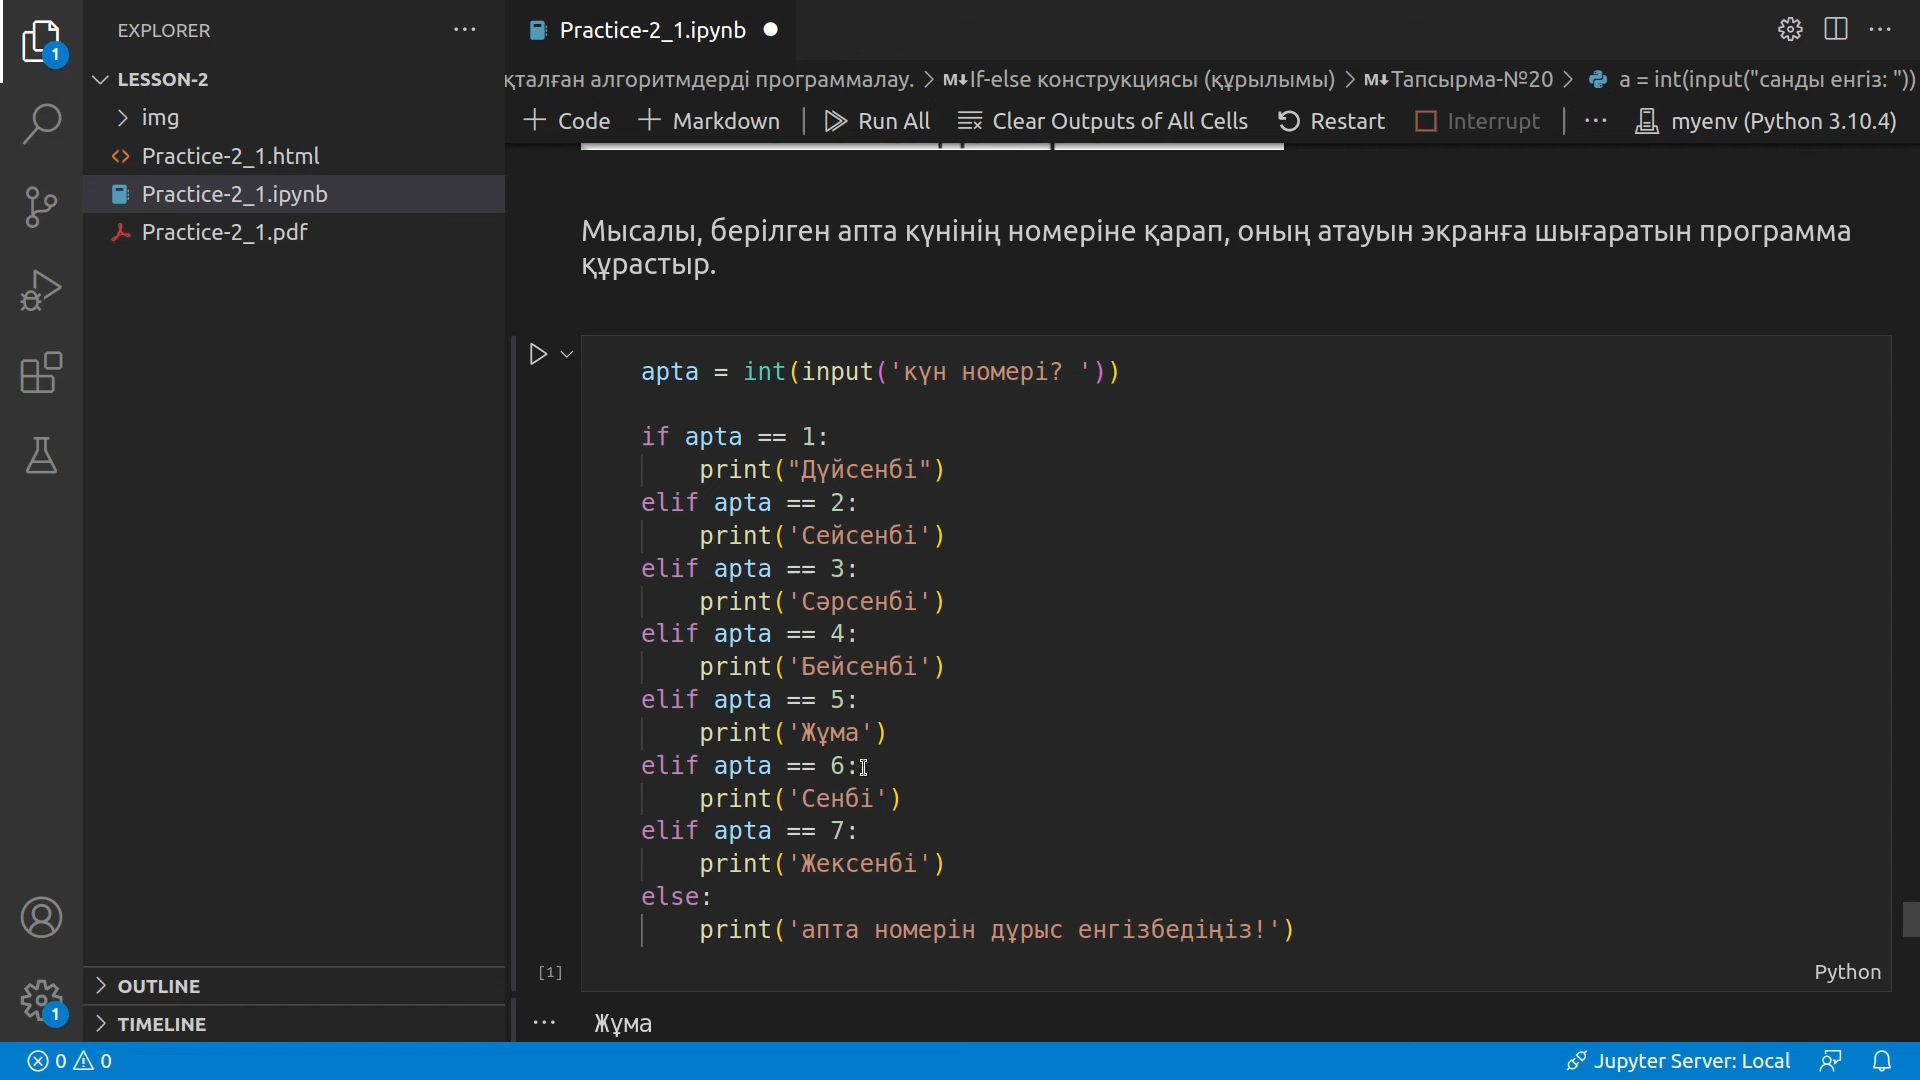 EXPLORER
Practice-2_1.ipynb
LESSON-2
img
Practice-2_1.html
Practice-2_1.ipynb
Practice-2_1.pdf
OUTLINE
TIMELINE
қталған алгоритмдерді программалау. > M↓If-else конструкциясы (құрылымы) > M↓Тапсырма-№20 > a = int(input("санды енгіз: "))
+ Code + Markdown Run All Clear Outputs of All Cells Restart Interrupt ... myenv (Python 3.10.4)
Мысалы, берілген апта күнінің номеріне қарап, оның атауын экранға шығаратын программа
құрастыр.
apta = int(input('күн номері? '))
if apta == 1:
    print("Дүйсенбі")
elif apta == 2:
    print('Сейсенбі')
elif apta == 3:
    print('Сәрсенбі')
elif apta == 4:
    print('Бейсенбі')
elif apta == 5:
    print('Жұма')
elif apta == 6:
    print('Сенбі')
elif apta == 7:
    print('Жексенбі')
else:
    print('апта номерін дұрыс енгізбедіңіз!')
[1] Python
... Жұма
1
1
0 0 Jupyter Server: Local